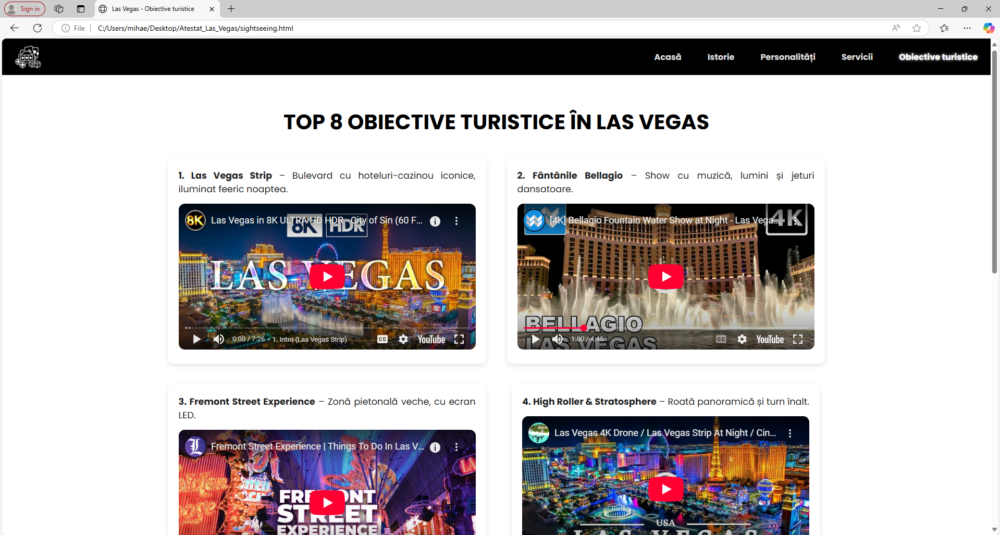 Sign in
Las Vegas - Obiective turistice
File
C:/Users/mihae/Desktop/Atestat_Las_Vegas/sightseeing.html
Acasă
Istorie
Personalități
Servicii
Obiective turistice
TOP 8 OBIECTIVE TURISTICE ÎN LAS VEGAS
1. Las Vegas Strip – Bulevard cu hoteluri-cazinou iconice,
iluminat feeric noaptea.
8K
Las Vegas in 8K ULTRA HD HDR - City of Sin (60 F...
8K HDR
LAS VEGAS
0:00 / 7:26 • 1. Intro (Las Vegas Strip)
CC
YouTube
2. Fântânile Bellagio – Show cu muzică, lumini și jeturi
dansatoare.
[4K] Bellagio Fountain Water Show at Night - Las Vega...
4K
BELLAGIO
LAS VEGAS
1:00 / 4:45
CC
YouTube
3. Fremont Street Experience – Zonă pietonală veche, cu ecran
LED.
Fremont Street Experience | Things To Do In Las V...
LA
FREMONT
STREET
EXPERIENCE
4. High Roller & Stratosphere – Roată panoramică și turn înalt.
Las Vegas 4K Drone / Las Vegas Strip At Night / Cin...
USA
LAS VEGAS